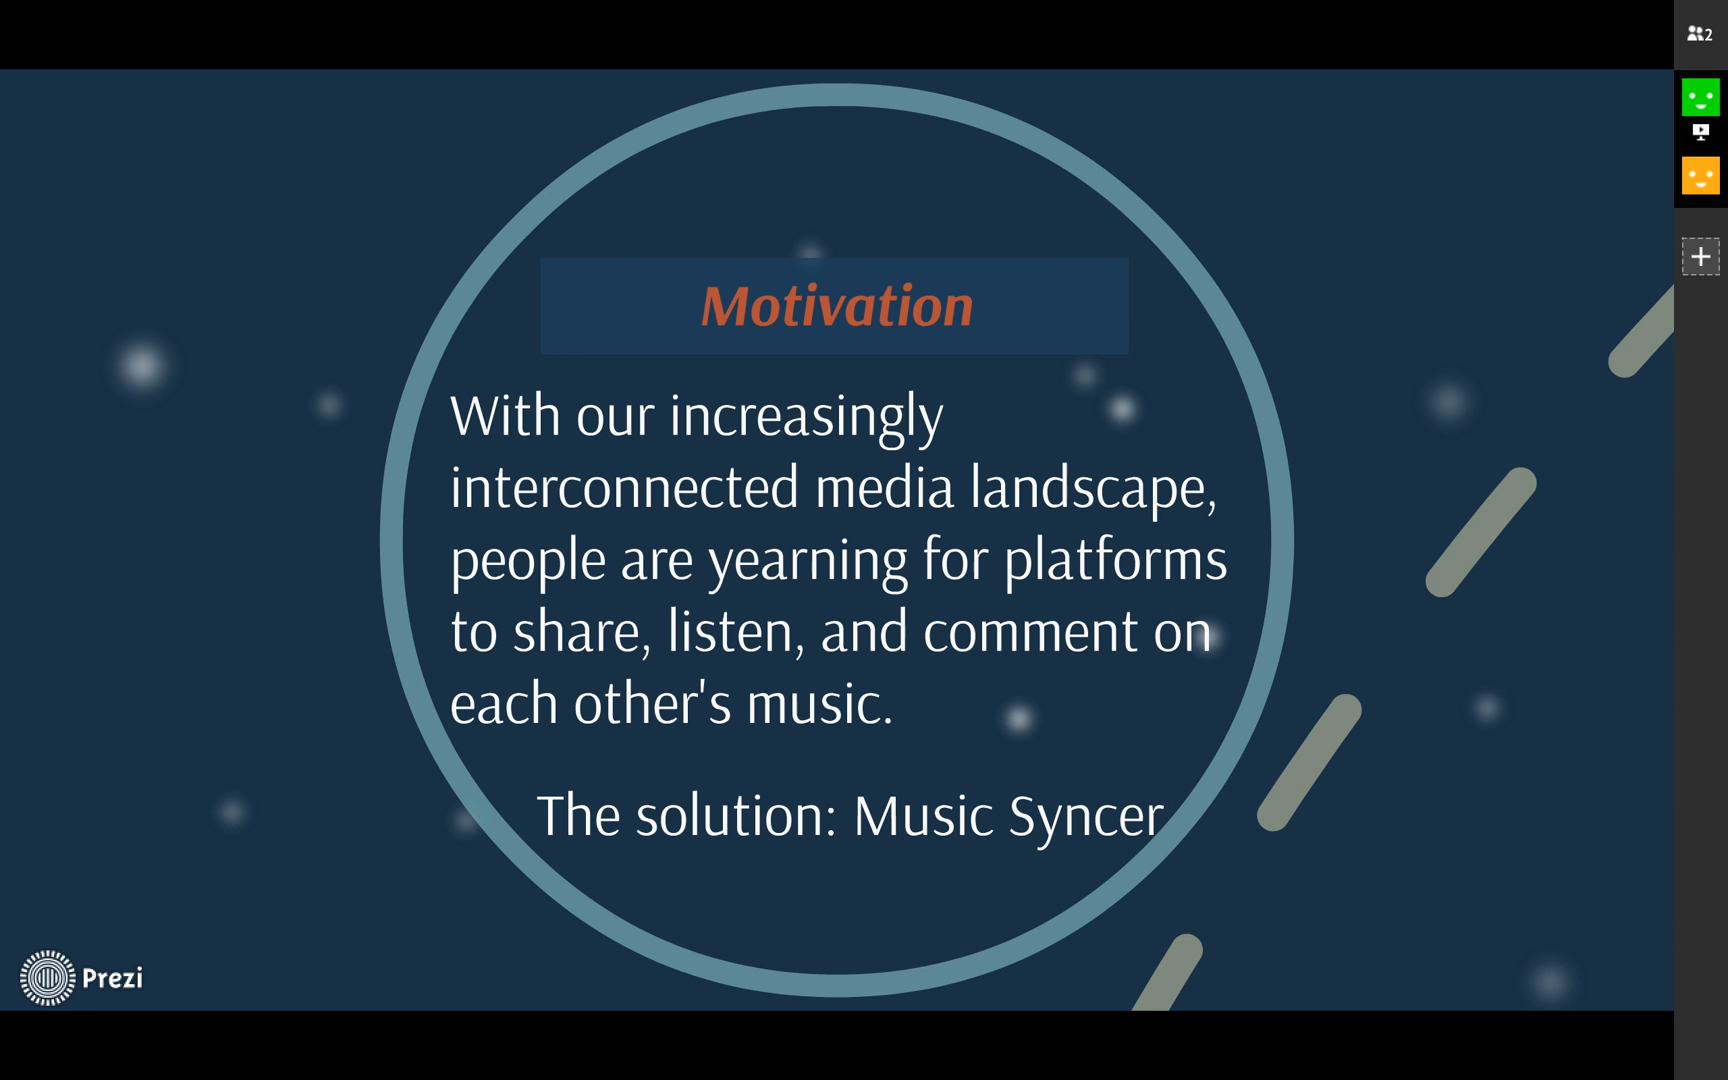 2
Motivation
With our increasingly
interconnected media landscape,
people are yearning for platforms
to share, listen, and comment on
each other's music.
The solution: Music Syncer
Prezi